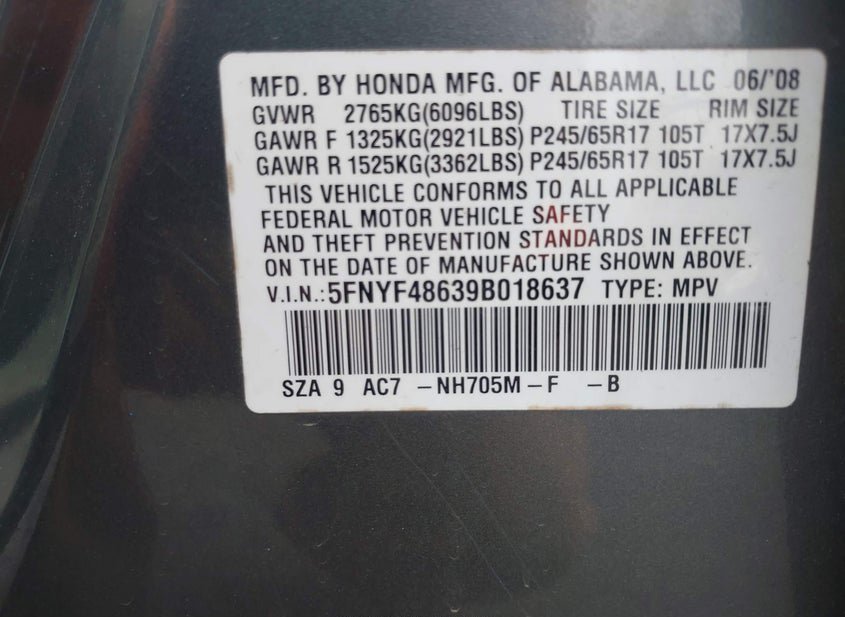 MFD. BY HONDA MFG. OF ALABAMA, LLC 06/'08
GVWR 2765KG(6096LBS) TIRE SIZE RIM SIZE
GAWR F 1325KG(2921LBS) P245/65R17 105T 17X7.5J
GAWR R 1525KG(3362LBS) P245/65R17 105T 17X7.5J
THIS VEHICLE CONFORMS TO ALL APPLICABLE
FEDERAL MOTOR VEHICLE SAFETY
AND THEFT PREVENTION STANDARDS IN EFFECT
ON THE DATE OF MANUFACTURE SHOWN ABOVE.
V.I.N.:5FNYF48639B018637 TYPE: MPV
SZA 9 AC7 -NH705M-F -B